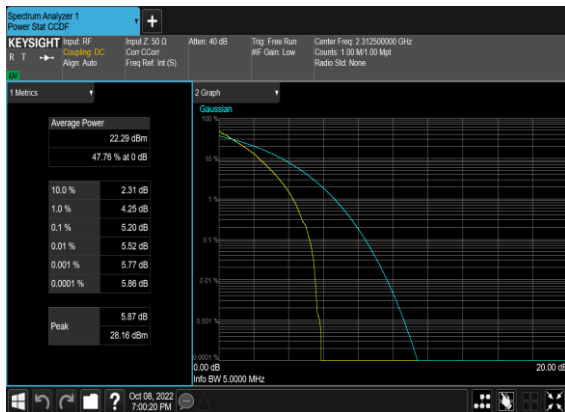 Spectrum Analyzer 1
Power Stat CCDF
+
KEYSIGHT
R T
Input: RF
Coupling: DC
Align: Auto
Input Z: 50 Ω
Corr CCorr
Freq Ref: Int (S)
Atten: 40 dB
Trig: Free Run
#IF Gain: Low
Center Freq: 2.312500000 GHz
Counts: 1.00 M/1.00 Mpt
Radio Std: None
1 Metrics
Average Power
22.29 dBm
47.76 % at 0 dB
10.0 % 2.31 dB
1.0 % 4.25 dB
0.1 % 5.20 dB
0.01 % 5.52 dB
0.001 % 5.77 dB
0.0001 % 5.86 dB
Peak
5.87 dB
28.16 dBm
2 Graph
Gaussian
100 %
10 %
1 %
0.1 %
0.01 %
0.001 %
0.0001 %
0.00 dB 20.00 dB
Info BW 5.0000 MHz
?
Oct 08, 2022
7:00:20 PM